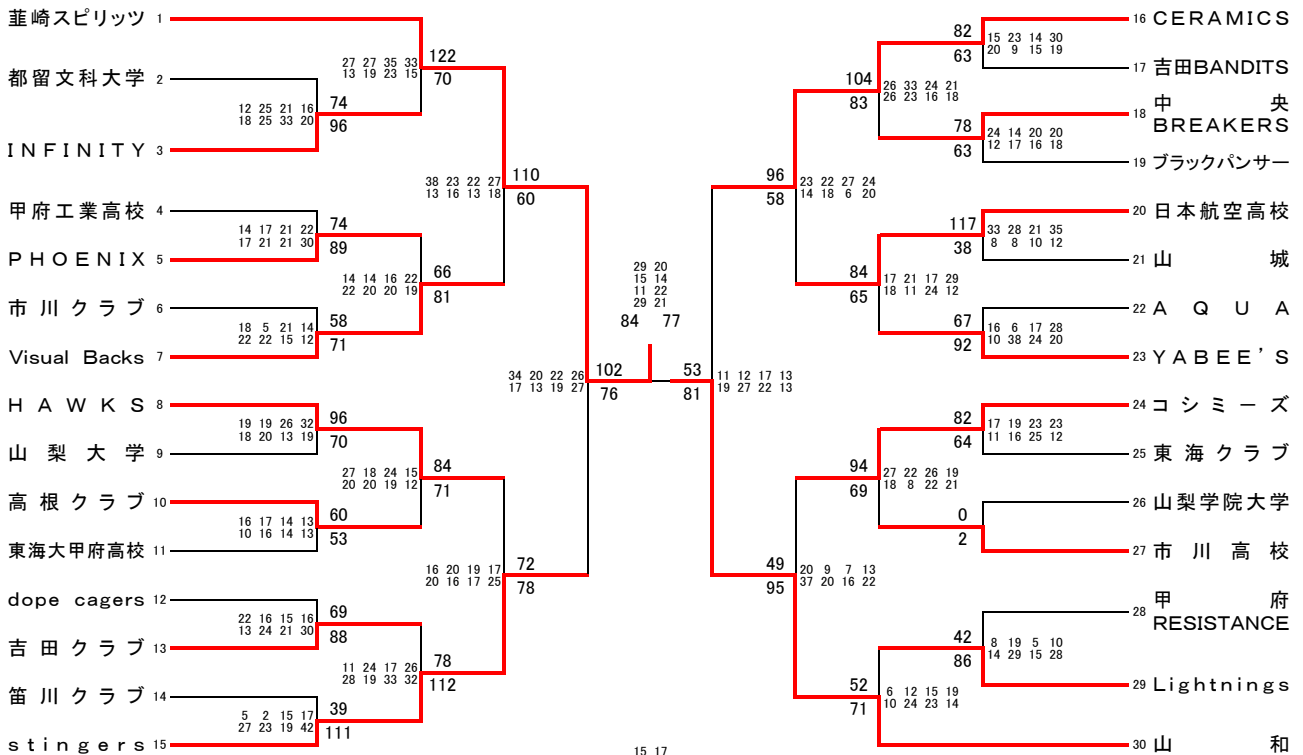 韮崎スピリッツ 1
都留文科大学 2
INFINITY 3
甲府工業高校 4
PHOENIX 5
市川クラブ 6
Visual Backs 7
HAWKS 8
山梨大学 9
高根クラブ 10
東海大甲府高校 11
dope cagers 12
吉田クラブ 13
笛川クラブ 14
stingers 15
12 25 21 16
18 25 33 20
74
96
14 17 21 22
17 21 21 30
74
89
18 5 21 14
22 22 15 12
58
71
19 19 26 32
18 20 13 19
96
70
16 17 14 13
10 16 14 13
60
53
22 16 15 16
13 24 21 30
69
88
5 2 15 17
27 23 19 42
39
111
27 27 35 33
13 19 23 15
122
70
14 14 16 22
22 20 20 19
66
81
27 18 24 15
20 20 19 12
84
71
11 24 17 26
28 19 33 32
78
112
38 23 22 27
13 16 13 18
110
60
16 20 19 17
20 16 17 25
72
78
34 20 22 26
17 13 19 27
102
76
29 20
15 14
11 22
29 21
84 77
15 17
53
81
11 12 17 13
19 27 22 13
96
58
23 22 27 24
14 18 6 20
49
95
20 9 7 13
37 20 16 22
104
83
26 33 24 21
26 23 16 18
84
65
17 21 17 29
18 11 24 12
94
69
27 22 26 19
18 8 22 21
52
71
6 12 15 19
10 24 23 14
82
63
15 23 14 30
20 9 15 19
78
63
24 14 20 20
12 17 16 18
117
38
33 28 21 35
8 8 10 12
67
92
16 6 17 28
10 38 24 20
82
64
17 19 23 23
11 16 25 12
0
2
42
86
8 19 5 10
14 29 15 28
16 CERAMICS
17 吉田BANDITS
18 中央
BREAKERS
19 ブラックパンサー
20 日本航空高校
21 山城
22 AQUA
23 YABEE'S
24 コシミーズ
25 東海クラブ
26 山梨学院大学
27 市川高校
28 甲府
RESISTANCE
29 Lightnings
30 山和